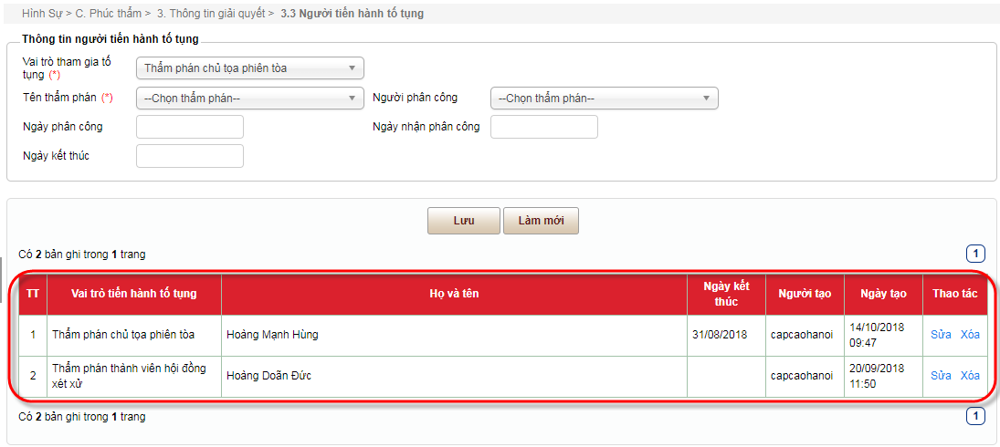 Hình Sự > C. Phúc thẩm > 3. Thông tin giải quyết > 3.3 Người tiến hành tố tụng
Thông tin người tiến hành tố tụng
Vai trò tham gia tố
tụng (*)
Thẩm phán chủ tọa phiên tòa
Tên thẩm phán (*)
--Chọn thẩm phán--
Người phân công
--Chọn thẩm phán--
Ngày phân công
Ngày nhận phân công
Ngày kết thúc
Lưu
Làm mới
Có 2 bản ghi trong 1 trang
1
TT
Vai trò tiến hành tố tụng
Họ và tên
Ngày kết
thúc
Người tạo
Ngày tạo
Thao tác
1
Thẩm phán chủ tọa phiên tòa
Hoàng Mạnh Hùng
31/08/2018
capcaohanoi
14/10/2018
09:47
Sửa Xóa
2
Thẩm phán thành viên hội đồng
xét xử
Hoàng Doãn Đức
capcaohanoi
20/09/2018
11:50
Sửa Xóa
Có 2 bản ghi trong 1 trang
1